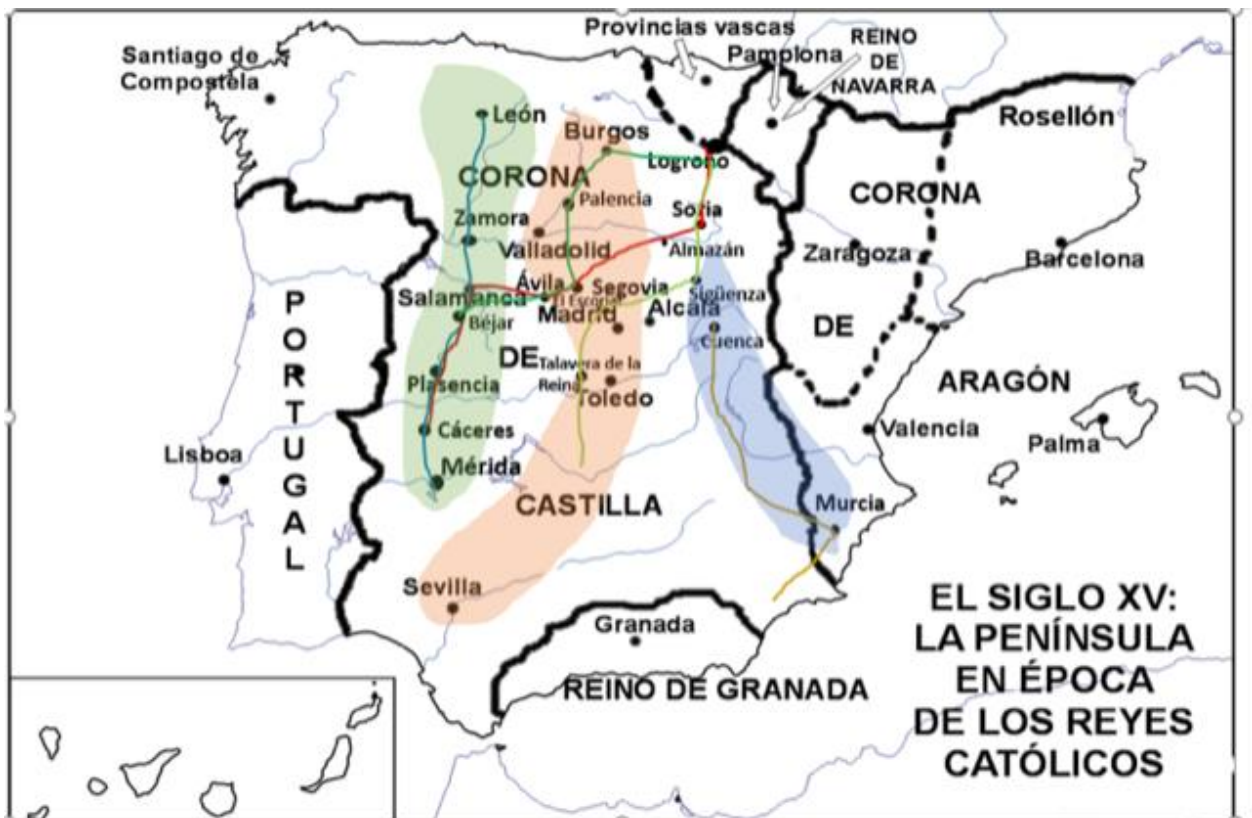 Provincias vascas
Santiago de
Compostela
Pamplona
REINO
DE
NAVARRA
León
Burgos
Rosellón
Logroño
CORONA
CORONA
Palencia
Zamora
Soria
Valladolid
Almazán
Zaragoza
Barcelona
Ávila
Segovia
Salamanca
El Escorial
Sigüenza
Madrid
Alcalá
Béjar
Cuenca
DE
DE
Talavera de la
Reina
Plasencia
Toledo
ARAGÓN
PORTUGAL
Cáceres
Valencia
Palma
Lisboa
Mérida
CASTILLA
Murcia
Sevilla
Granada
REINO DE GRANADA
EL SIGLO XV:
LA PENÍNSULA
EN ÉPOCA
DE LOS REYES
CATÓLICOS